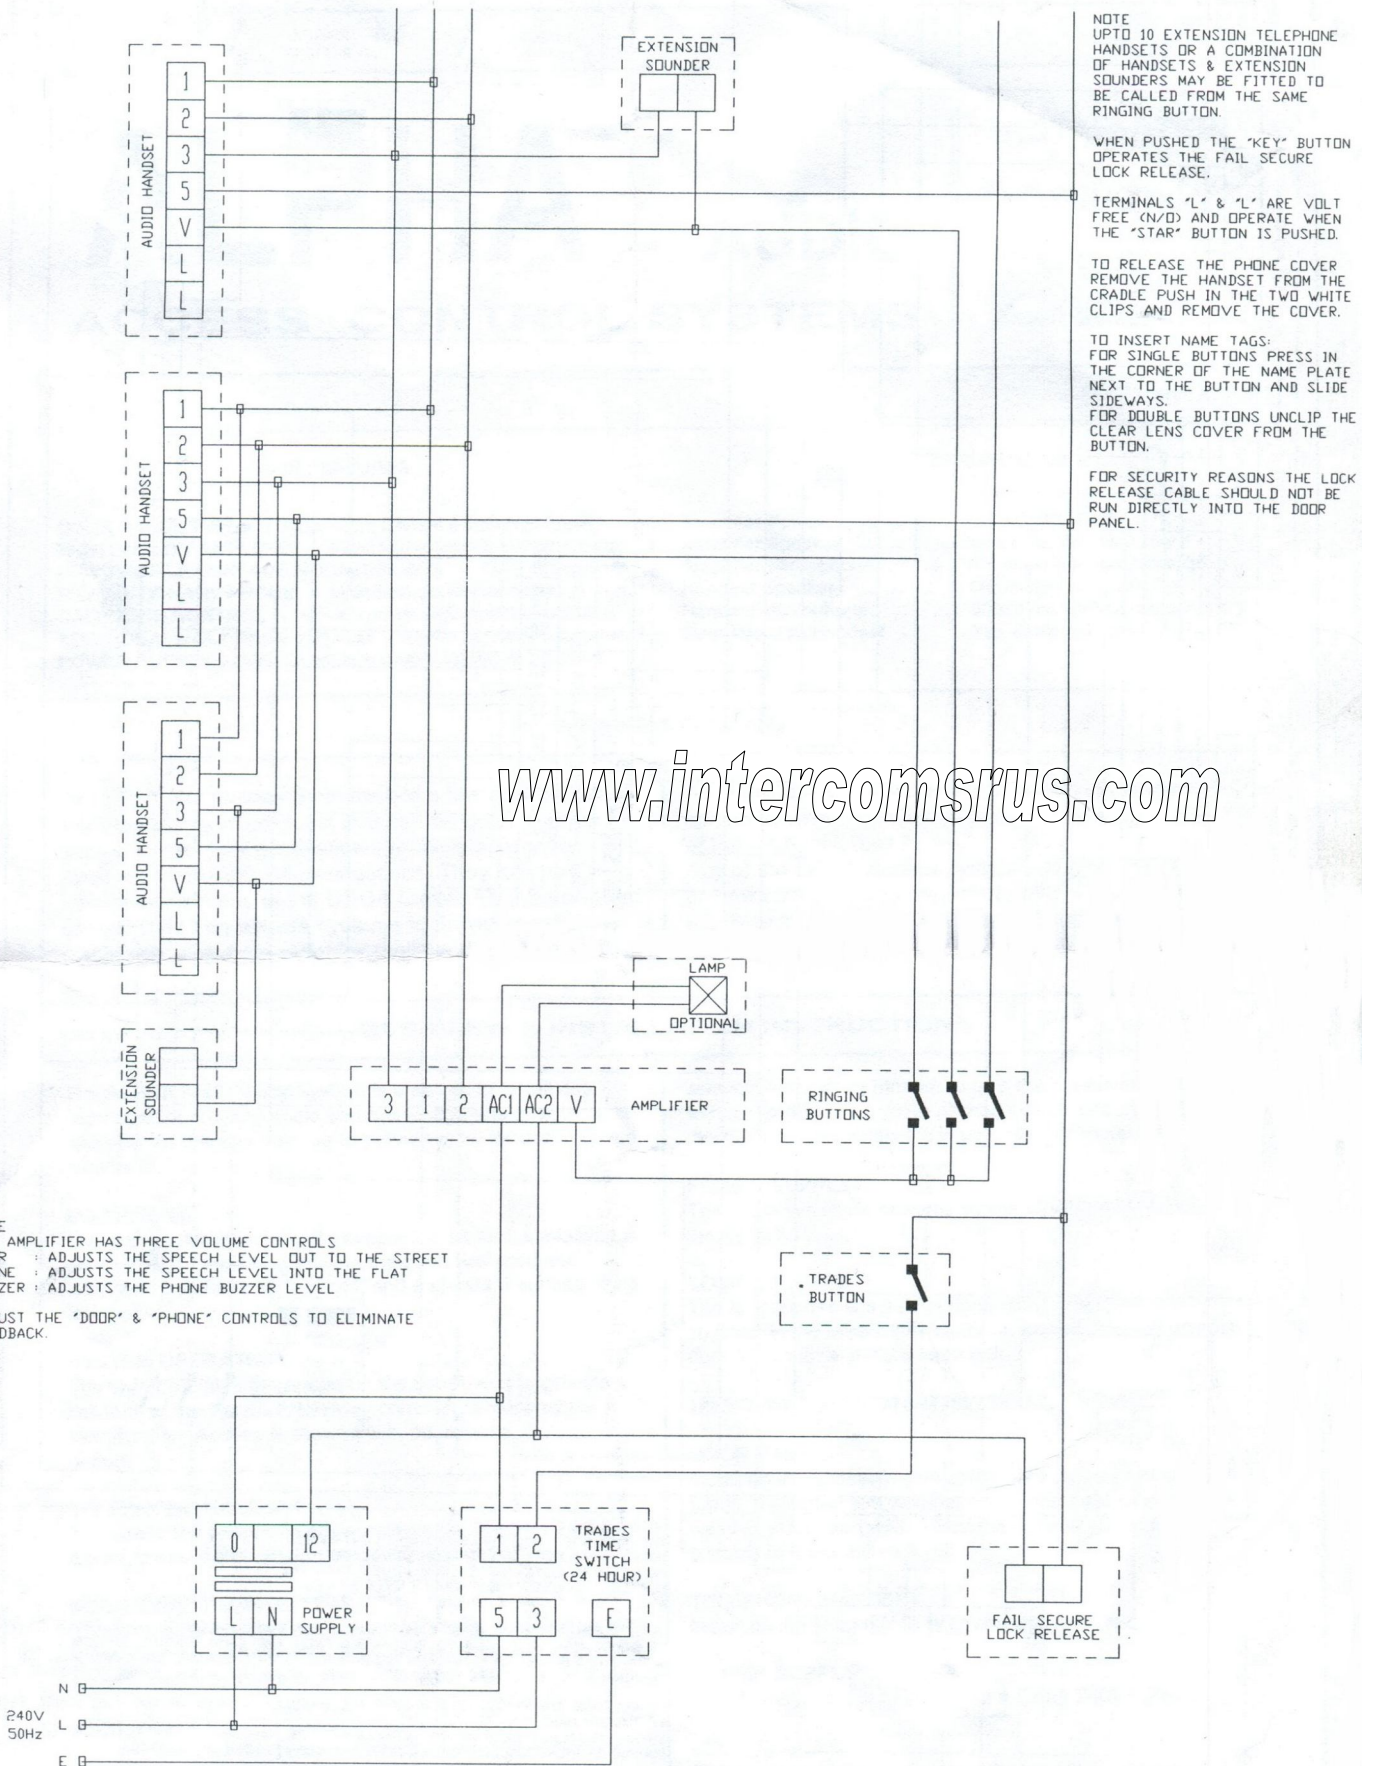 NOTE
UPTO 10 EXTENSION TELEPHONE
HANDSETS OR A COMBINATION
OF HANDSETS & EXTENSION
SOUNDERS MAY BE FITTED TO
BE CALLED FROM THE SAME
RINGING BUTTON.
WHEN PUSHED THE "KEY" BUTTON
OPERATES THE FAIL SECURE
LOCK RELEASE.
TERMINALS "L" & "L" ARE VOLT
FREE (N/O) AND OPERATE WHEN
THE "STAR" BUTTON IS PUSHED.
TO RELEASE THE PHONE COVER
REMOVE THE HANDSET FROM THE
CRADLE PUSH IN THE TWO WHITE
CLIPS AND REMOVE THE COVER.
TO INSERT NAME TAGS:
FOR SINGLE BUTTONS PRESS IN
THE CORNER OF THE NAME PLATE
NEXT TO THE BUTTON AND SLIDE
SIDEWAYS.
FOR DOUBLE BUTTONS UNCLIP THE
CLEAR LENS COVER FROM THE
BUTTON.
FOR SECURITY REASONS THE LOCK
RELEASE CABLE SHOULD NOT BE
RUN DIRECTLY INTO THE DOOR
PANEL.
EXTENSION
SOUNDER
AUDIO HANDSET
1
2
3
5
V
L
L
AUDIO HANDSET
1
2
3
5
V
L
L
AUDIO HANDSET
1
2
3
5
V
L
L
www.intercomsrus.com
EXTENSION
SOUNDER
LAMP
OPTIONAL
3 1 2 AC1 AC2 V AMPLIFIER
RINGING
BUTTONS
E
AMPLIFIER HAS THREE VOLUME CONTROLS
R : ADJUSTS THE SPEECH LEVEL OUT TO THE STREET
NE : ADJUSTS THE SPEECH LEVEL INTO THE FLAT
ZER : ADJUSTS THE PHONE BUZZER LEVEL
UST THE "DOOR" & "PHONE" CONTROLS TO ELIMINATE
DBACK.
TRADES
BUTTON
0 12
L N
POWER
SUPPLY
1 2
TRADES
TIME
SWITCH
(24 HOUR)
5 3 E
FAIL SECURE
LOCK RELEASE
N
240V
50Hz
L
E